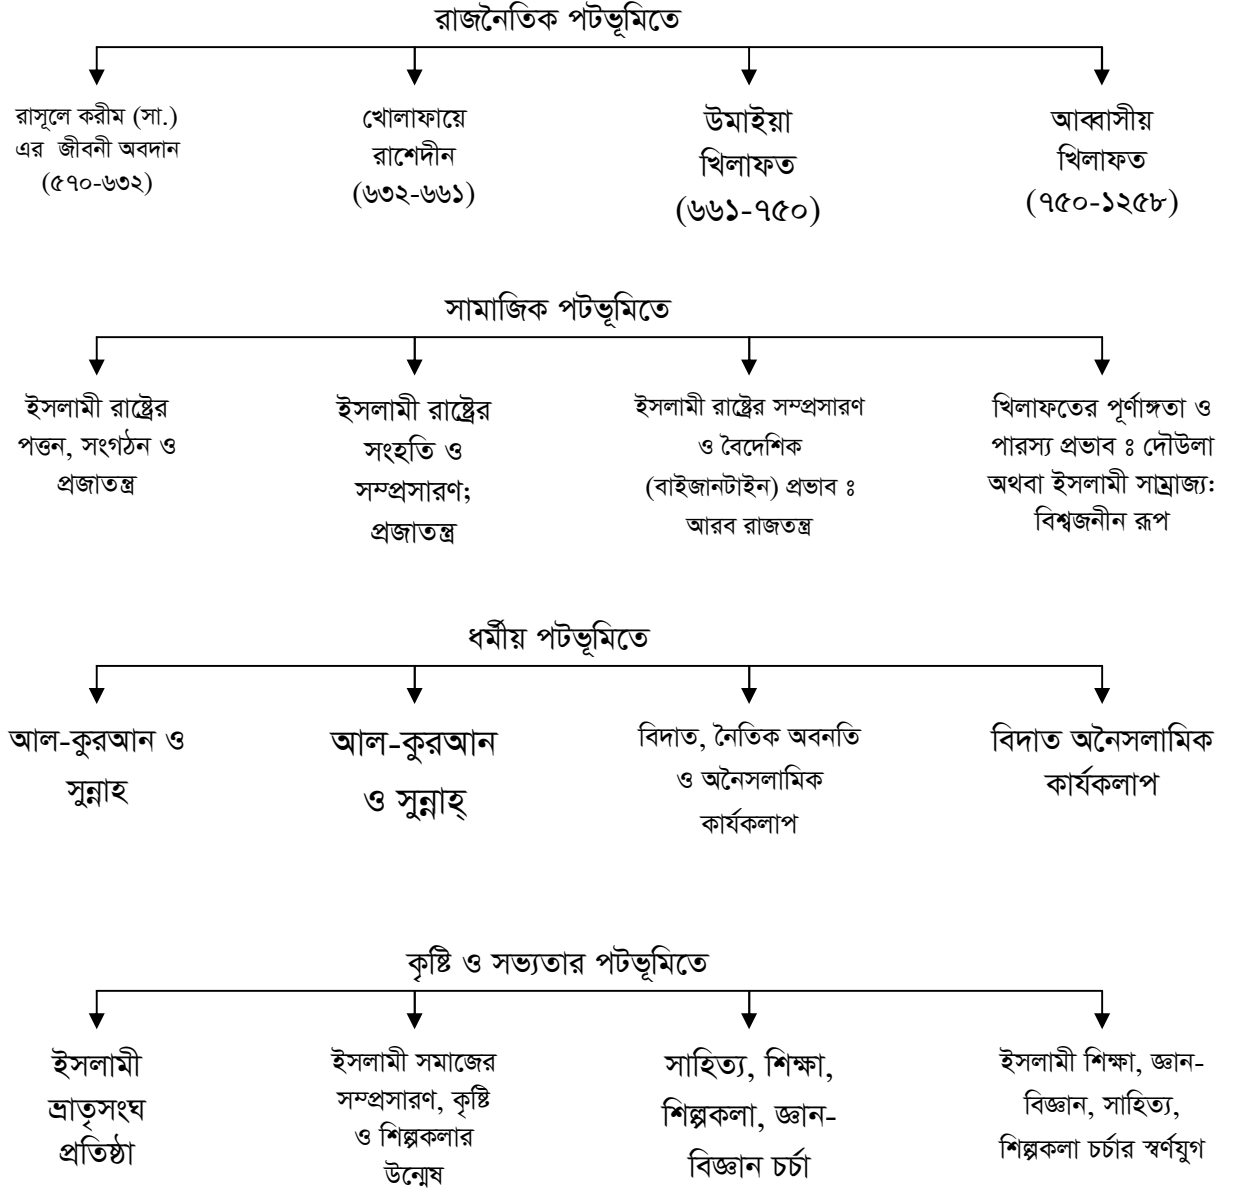 রাজনৈতিক পটভূমিতে
রাসূলে করীম (সা.)
এর জীবনী অবদান
(৫৭০-৬৩২)
খোলাফায়ে
রাশেদীন
(৬৩২-৬৬১)
উমাইয়া
খিলাফত
(৬৬১-৭৫০)
আব্বাসীয়
খিলাফত
(৭৫০-১২৫৮)
সামাজিক পটভূমিতে
ইসলামী রাষ্ট্রের
পত্তন, সংগঠন ও
প্রজাতন্ত্র
ইসলামী রাষ্ট্রের
সংহতি ও
সম্প্রসারণ;
প্রজাতন্ত্র
ইসলামী রাষ্ট্রের সম্প্রসারণ
ও বৈদেশিক
(বাইজানটাইন) প্রভাব ঃ
আরব রাজতন্ত্র
খিলাফতের পূর্ণাঙ্গতা ও
পারস্য প্রভাব ঃ দৌউলা
অথবা ইসলামী সাম্রাজ্য:
বিশ্বজনীন রূপ
ধর্মীয় পটভূমিতে
আল-কুরআন ও
সুন্নাহ
আল-কুরআন
ও সুন্নাহ্
বিদাত, নৈতিক অবনতি
ও অনৈসলামিক
কার্যকলাপ
বিদাত অনৈসলামিক
কার্যকলাপ
কৃষ্টি ও সভ্যতার পটভূমিতে
ইসলামী
ভ্রাতৃসংঘ
প্রতিষ্ঠা
ইসলামী সমাজের
সম্প্রসারণ, কৃষ্টি
ও শিল্পকলার
উন্মেষ
সাহিত্য, শিক্ষা,
শিল্পকলা, জ্ঞান-
বিজ্ঞান চর্চা
ইসলামী শিক্ষা, জ্ঞান-
বিজ্ঞান, সাহিত্য,
শিল্পকলা চর্চার স্বর্ণযুগ